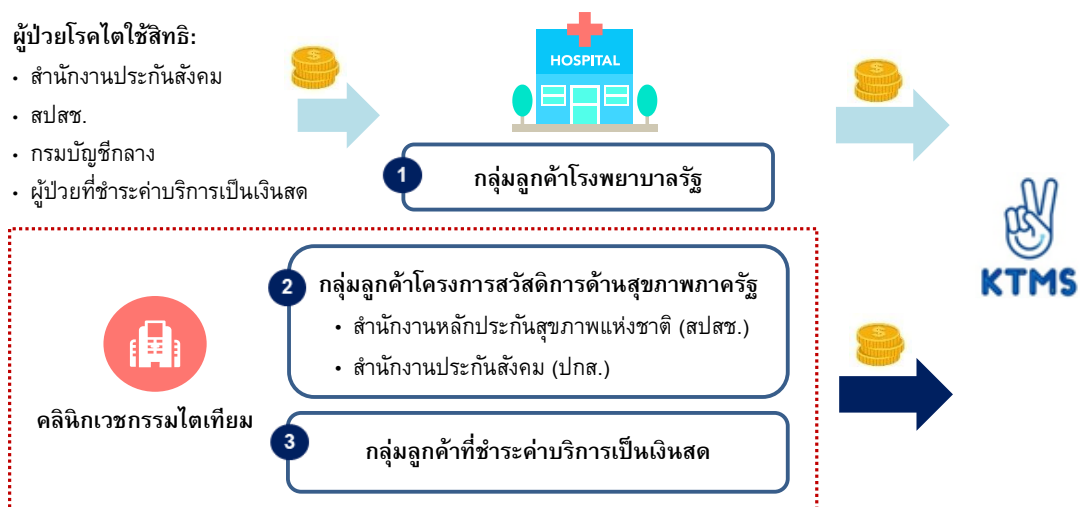 ผู้ป่วยโรคไตใช้สิทธิ:
• สำนักงานประกันสังคม
• สปสช.
• กรมบัญชีกลาง
• ผู้ป่วยที่ชำระค่าบริการเป็นเงินสด
HOSPITAL
1 กลุ่มลูกค้าโรงพยาบาลรัฐ
2 กลุ่มลูกค้าโครงการสวัสดิการด้านสุขภาพภาครัฐ
• สำนักงานหลักประกันสุขภาพแห่งชาติ (สปสช.)
• สำนักงานประกันสังคม (ปกส.)
คลินิกเวชกรรมไตเทียม
3 กลุ่มลูกค้าที่ชำระค่าบริการเป็นเงินสด
KTMS